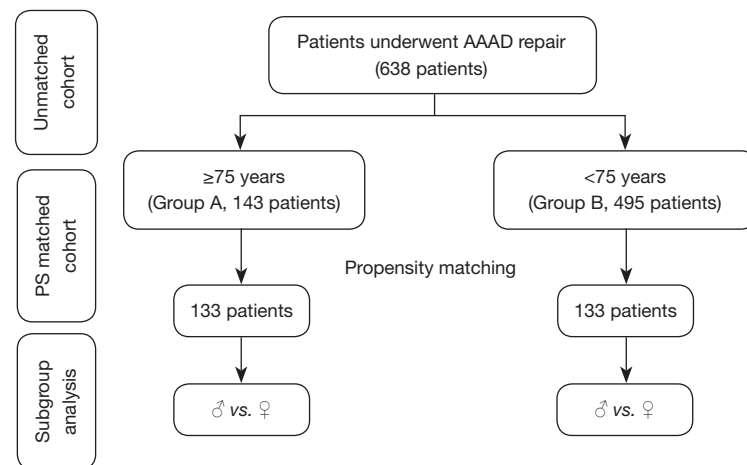 Unmatched
cohort
Patients underwent AAAD repair
(638 patients)
PS matched
cohort
≥75 years
(Group A, 143 patients)
<75 years
(Group B, 495 patients)
Propensity matching
133 patients
133 patients
Subgroup
analysis
♂ vs. ♀
♂ vs. ♀